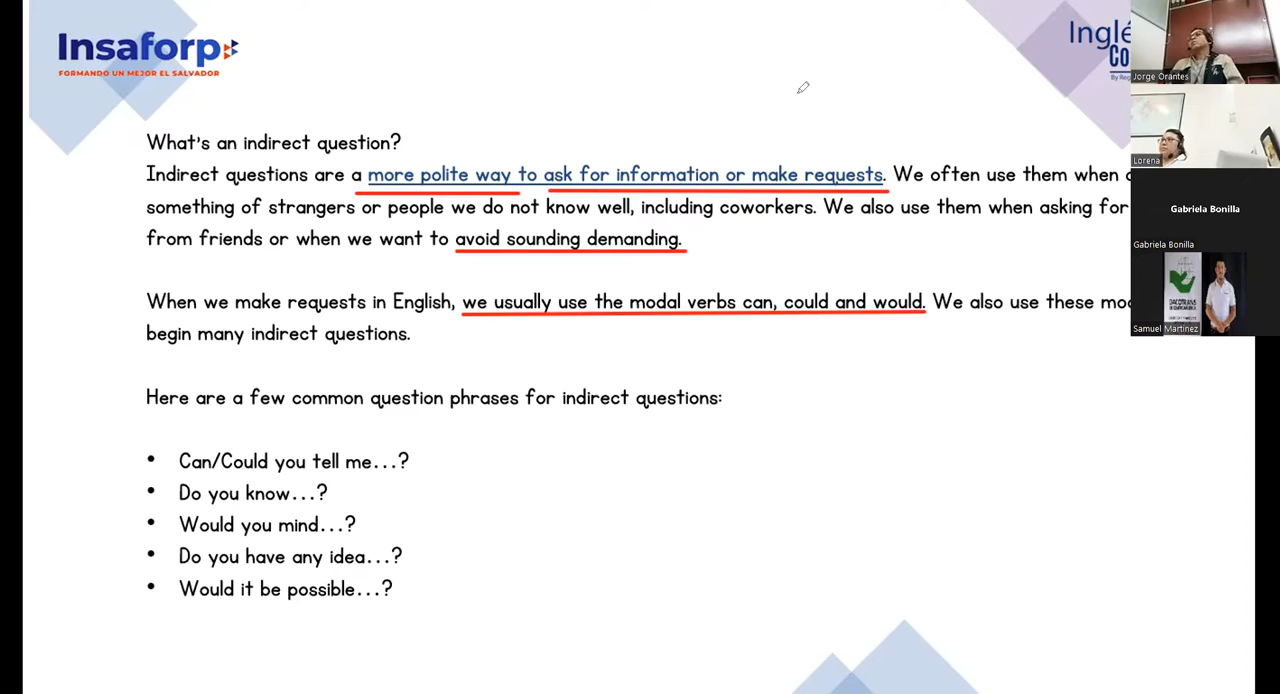 Insaforp
FORMANDO UN MEJOR EL SALVADOR
What's an indirect question?
Indirect questions are a more polite way to ask for information or make requests. We often use them when
something of strangers or people we do not know well, including coworkers. We also use them when asking for
from friends or when we want to avoid sounding demanding.
When we make requests in English, we usually use the modal verbs can, could and would. We also use these
begin many indirect questions.
Here are a few common question phrases for indirect questions:
• Can/Could you tell me...?
• Do you know...?
• Would you mind...?
• Do you have any idea...?
• Would it be possible...?
Jorge Orantes
Lorena
Gabriela Bonilla
Gabriela Bonilla
Samuel Martinez